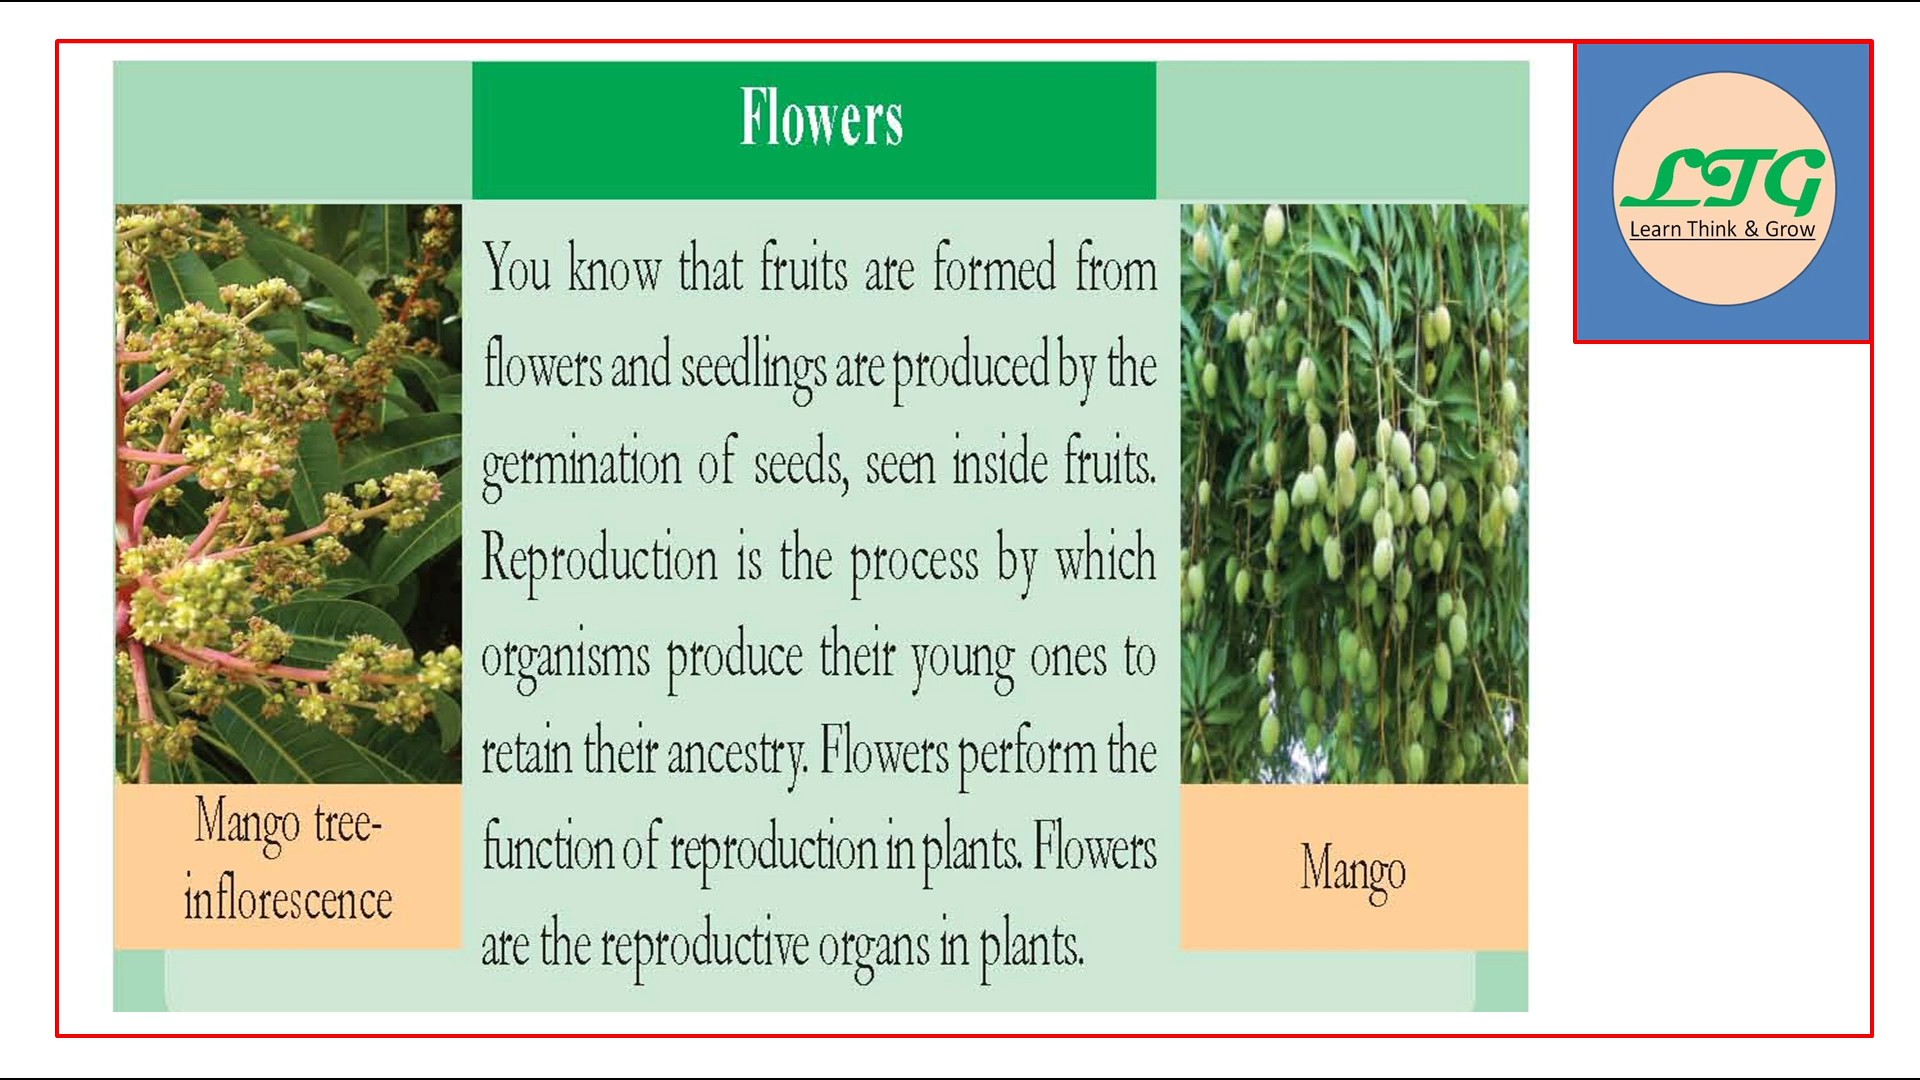 Flowers
LTG
Learn Think & Grow
You know that fruits are formed from
flowers and seedlings are produced by the
germination of seeds, seen inside fruits.
Reproduction is the process by which
organisms produce their young ones to
retain their ancestry. Flowers perform the
function of reproduction in plants. Flowers
are the reproductive organs in plants.
Mango tree-
inflorescence
Mango